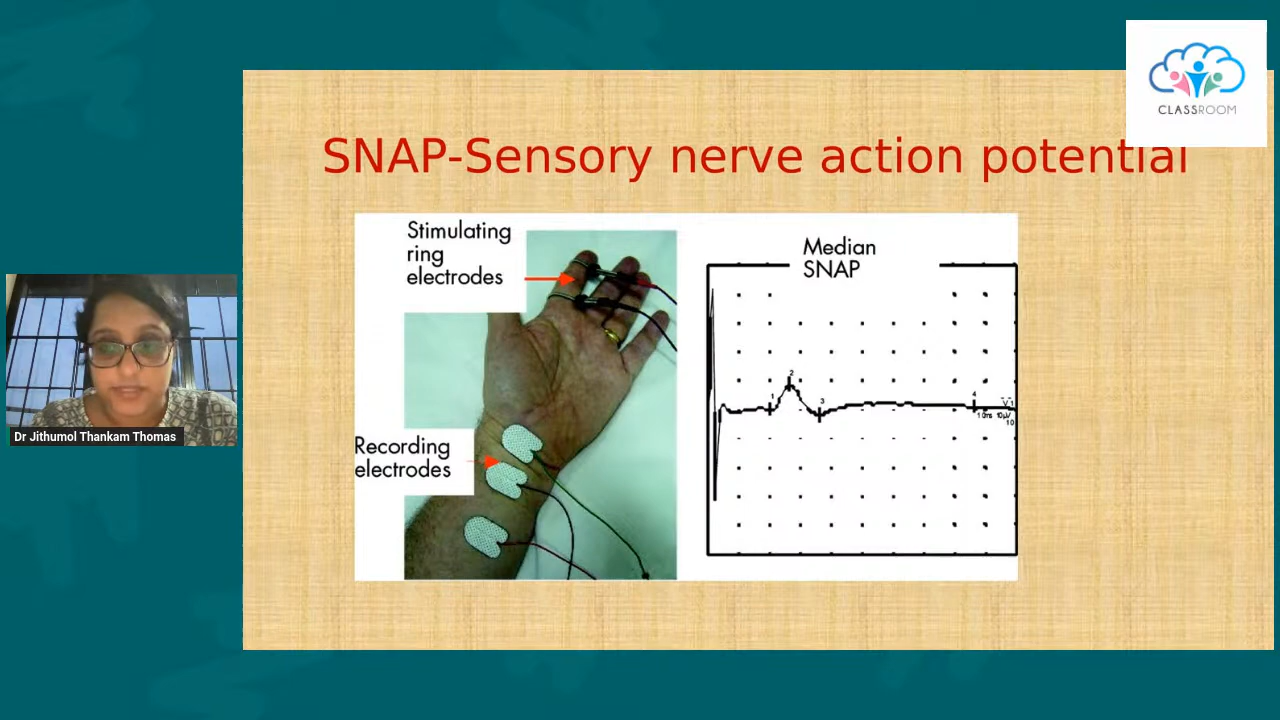 CLASSROOM
SNAP-Sensory nerve action potential
Stimulating
ring
electrodes
Recording
electrodes
Median
SNAP
1
2
3
4
Dr Jithumol Thankam Thomas